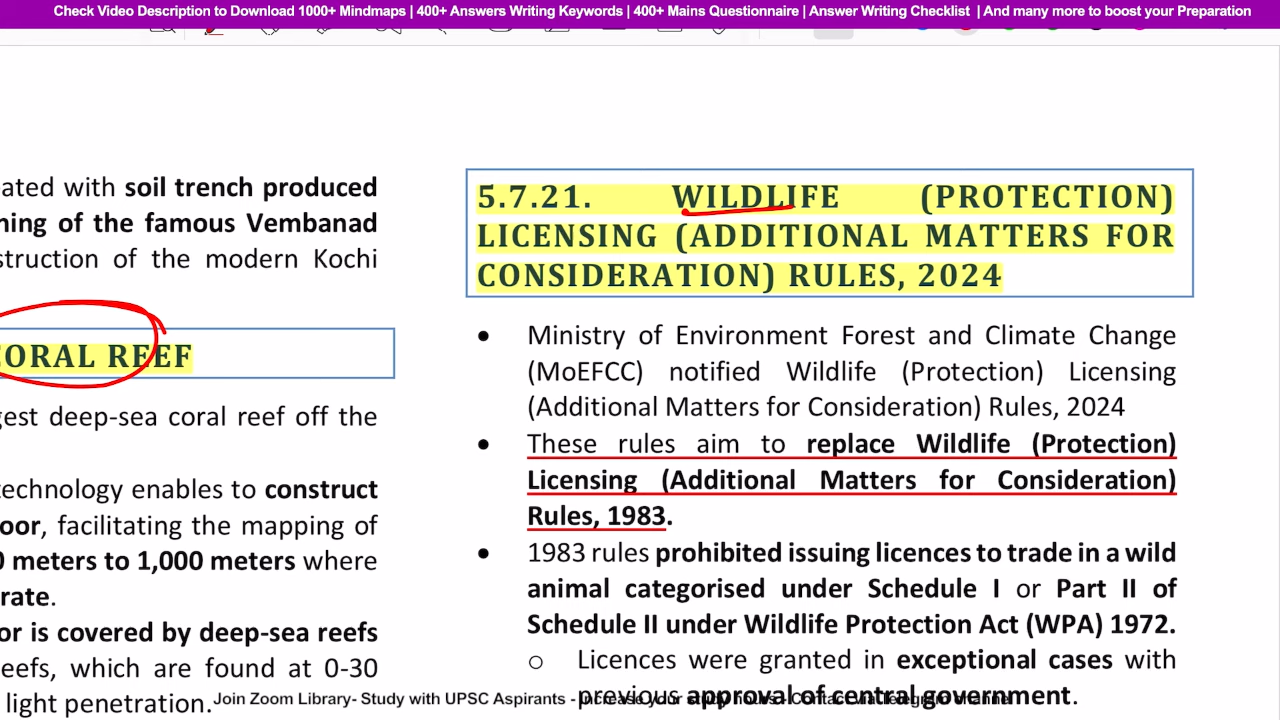 Check Video Description to Download 1000+ Mindmaps | 400+ Answers Writing Keywords | 400+ Mains Questionnaire | Answer Writing Checklist | And many more to boost your Preparation
ated with soil trench produced
ning of the famous Vembanad
struction of the modern Kochi
CORAL REEF
gest deep-sea coral reef off the
technology enables to construct
oor, facilitating the mapping of
0 meters to 1,000 meters where
rate.
or is covered by deep-sea reefs
eefs, which are found at 0-30
light penetration.
5.7.21. WILDLIFE (PROTECTION)
LICENSING (ADDITIONAL MATTERS FOR
CONSIDERATION) RULES, 2024
• Ministry of Environment Forest and Climate Change
(MoEFCC) notified Wildlife (Protection) Licensing
(Additional Matters for Consideration) Rules, 2024
• These rules aim to replace Wildlife (Protection)
Licensing (Additional Matters for Consideration)
Rules, 1983.
• 1983 rules prohibited issuing licences to trade in a wild
animal categorised under Schedule I or Part II of
Schedule II under Wildlife Protection Act (WPA) 1972.
o Licences were granted in exceptional cases with
previous approval of central government.
Join Zoom Library- Study with UPSC Aspirants -